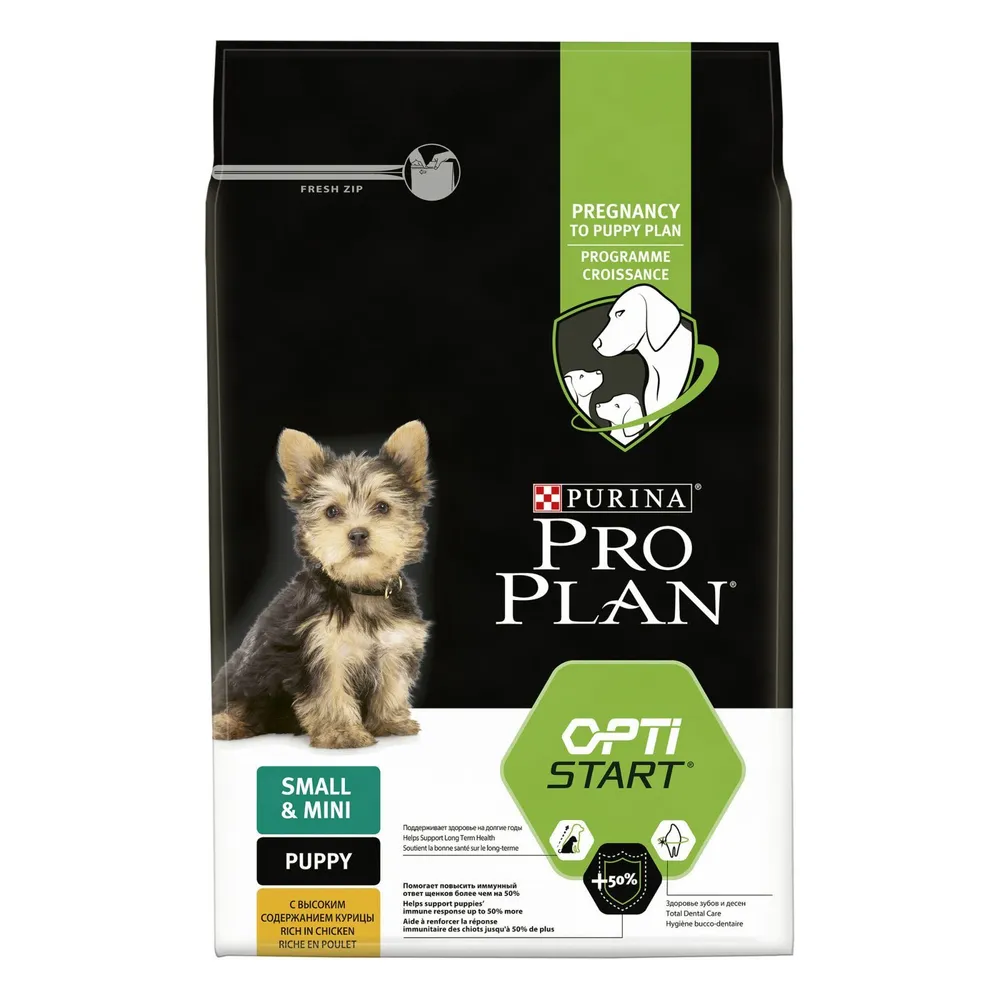 FRESH ZIP
PREGNANCY
TO PUPPY PLAN
PROGRAMME
CROISSANCE
PURINA®
PRO
PLAN®
OPTI
START®
SMALL
& MINI
PUPPY
С ВЫСОКИМ
СОДЕРЖАНИЕМ КУРИЦЫ
RICH IN CHICKEN
RICHE EN POULET
Поддерживает здоровье на долгие годы
Helps Support Long Term Health
Soutient la bonne santé sur le long-terme
Помогает повысить иммунный
ответ щенков более чем на 50%
Helps support puppies'
immune response up to 50% more
Aide à renforcer la réponse
immunitaire des chiots jusqu'à 50% de plus
+50%
Здоровье зубов и десен
Total Dental Care
Hygiène bucco-dentaire